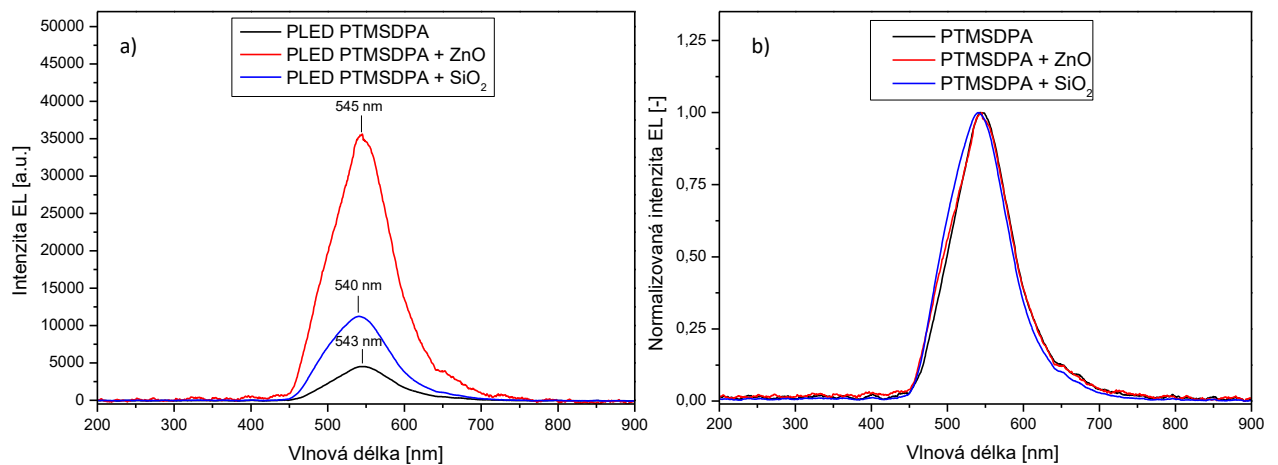 a)
PLED PTMSDPA
PLED PTMSDPA + ZnO
PLED PTMSDPA + SiO₂
545 nm
540 nm
543 nm
50000
45000
40000
35000
30000
25000
20000
15000
10000
5000
0
Intenzita EL [a.u.]
200 300 400 500 600 700 800 900
Vlnová délka [nm]
b)
PTMSDPA
PTMSDPA + ZnO
PTMSDPA + SiO₂
1,25
1,00
0,75
0,50
0,25
0,00
Normalizovaná intenzita EL [-]
200 300 400 500 600 700 800 900
Vlnová délka [nm]